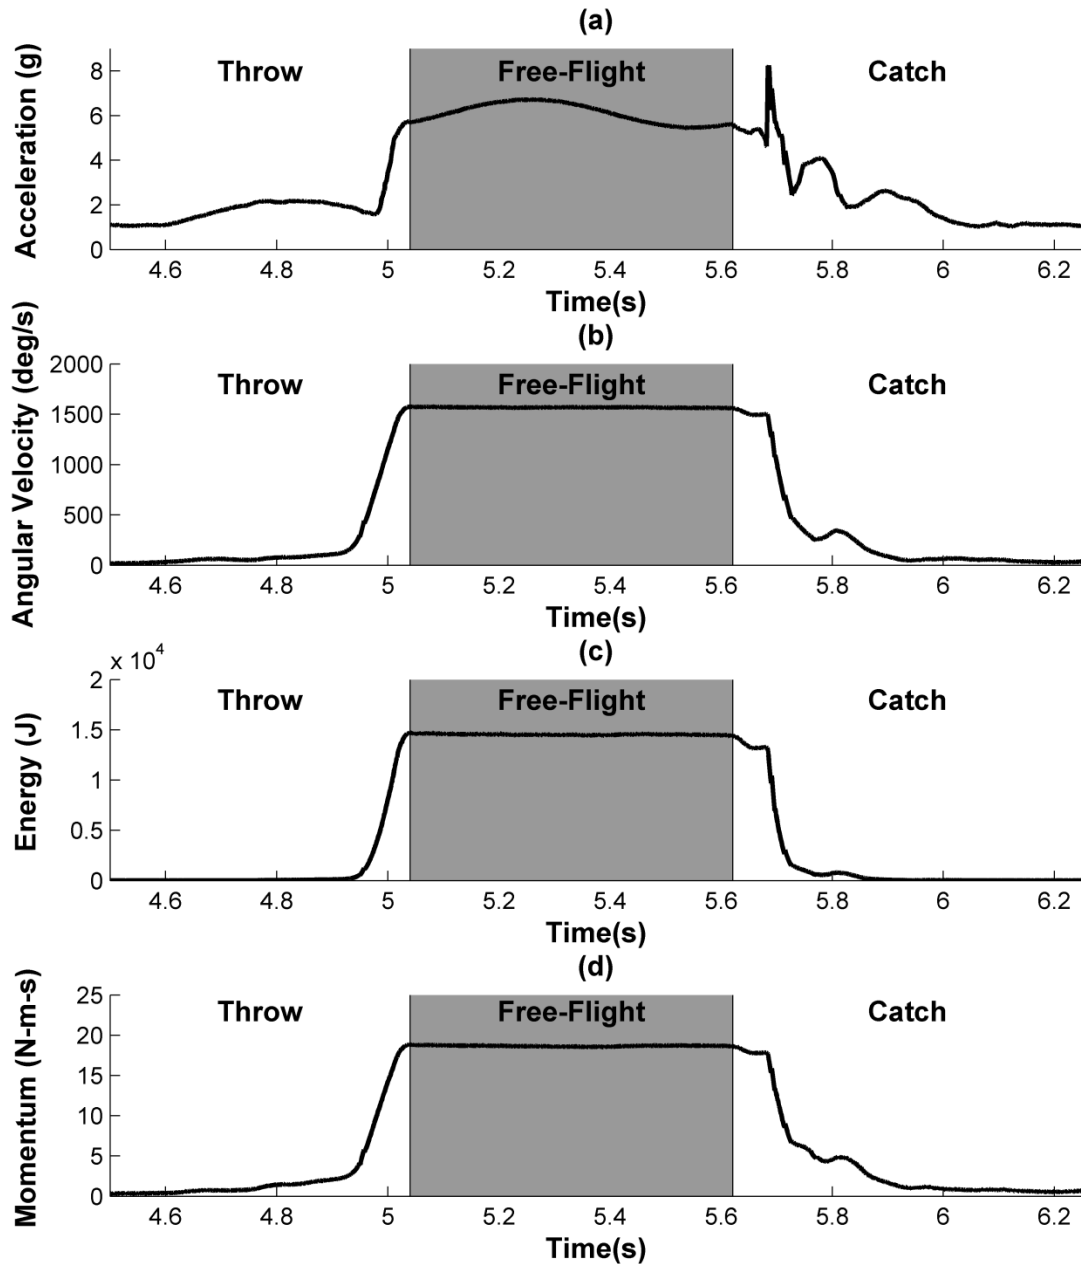 (a)
Acceleration (g)
8
6
4
2
0
Throw
Free-Flight
Catch
4.6 4.8 5 5.2 5.4 5.6 5.8 6 6.2
Time(s)
(b)
Angular Velocity (deg/s)
2000
1500
1000
500
0
Throw
Free-Flight
Catch
4.6 4.8 5 5.2 5.4 5.6 5.8 6 6.2
Time(s)
(c)
Energy (J)
x 10⁴
2
1.5
1
0.5
0
Throw
Free-Flight
Catch
4.6 4.8 5 5.2 5.4 5.6 5.8 6 6.2
Time(s)
(d)
Momentum (N-m-s)
25
20
15
10
5
0
Throw
Free-Flight
Catch
4.6 4.8 5 5.2 5.4 5.6 5.8 6 6.2
Time(s)